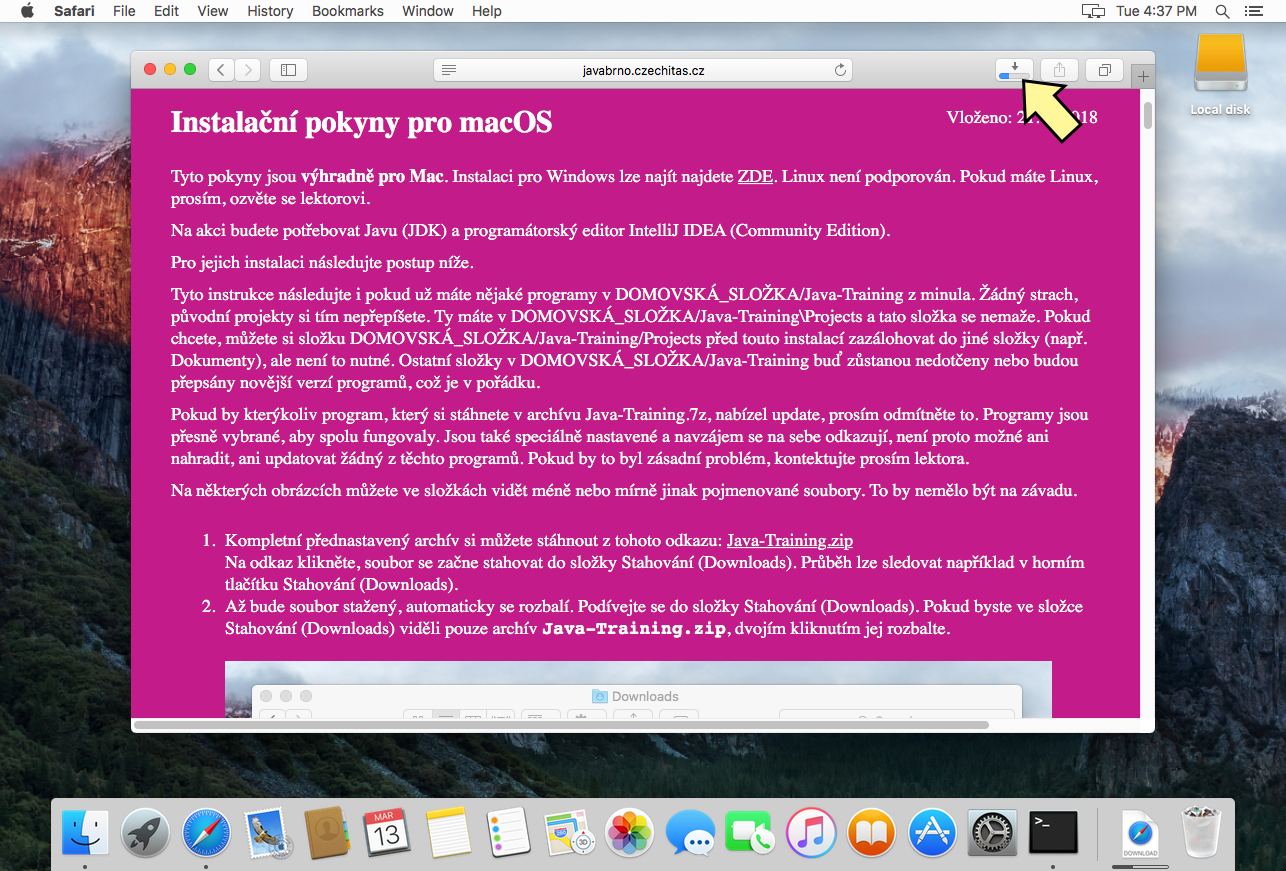 Safari File Edit View History Bookmarks Window Help Tue 4:37 PM
javabrno.czechitas.cz
Local disk
Instalační pokyny pro macOS
Vloženo:
Tyto pokyny jsou výhradně pro Mac. Instalaci pro Windows lze najít najdete ZDE. Linux není podporován. Pokud máte Linux,
prosím, ozvěte se lektorovi.
Na akci budete potřebovat Javu (JDK) a programátorský editor IntelliJ IDEA (Community Edition).
Pro jejich instalaci následujte postup níže.
Tyto instrukce následujte i pokud už máte nějaké programy v DOMOVSKÁ_SLOŽKA/Java-Training z minula. Žádný strach,
původní projekty si tím nepřepíšete. Ty máte v DOMOVSKÁ_SLOŽKA/Java-Training\Projects a tato složka se nemaže. Pokud
chcete, můžete si složku DOMOVSKÁ_SLOŽKA/Java-Training/Projects před touto instalací zazálohovat do jiné složky (např.
Dokumenty), ale není to nutné. Ostatní složky v DOMOVSKÁ_SLOŽKA/Java-Training buď zůstanou nedotčeny nebo budou
přepsány novější verzí programů, což je v pořádku.
Pokud by kterýkoliv program, který si stáhnete v archívu Java-Training.7z, nabízel update, prosím odmítněte to. Programy jsou
přesně vybrané, aby spolu fungovaly. Jsou také speciálně nastavené a navzájem se na sebe odkazují, není proto možné ani
nahradit, ani updatovat žádný z těchto programů. Pokud by to byl zásadní problém, kontektujte prosím lektora.
Na některých obrázcích můžete ve složkách vidět méně nebo mírně jinak pojmenované soubory. To by nemělo být na závadu.
1. Kompletní přednastavený archív si můžete stáhnout z tohoto odkazu: Java-Training.zip
Na odkaz klikněte, soubor se začne stahovat do složky Stahování (Downloads). Průběh lze sledovat například v horním
tlačítku Stahování (Downloads).
2. Až bude soubor stažený, automaticky se rozbalí. Podívejte se do složky Stahování (Downloads). Pokud byste ve složce
Stahování (Downloads) viděli pouze archív Java-Training.zip, dvojím kliknutím jej rozbalte.
Downloads
MAR
13
3D
>_
DOWNLOAD